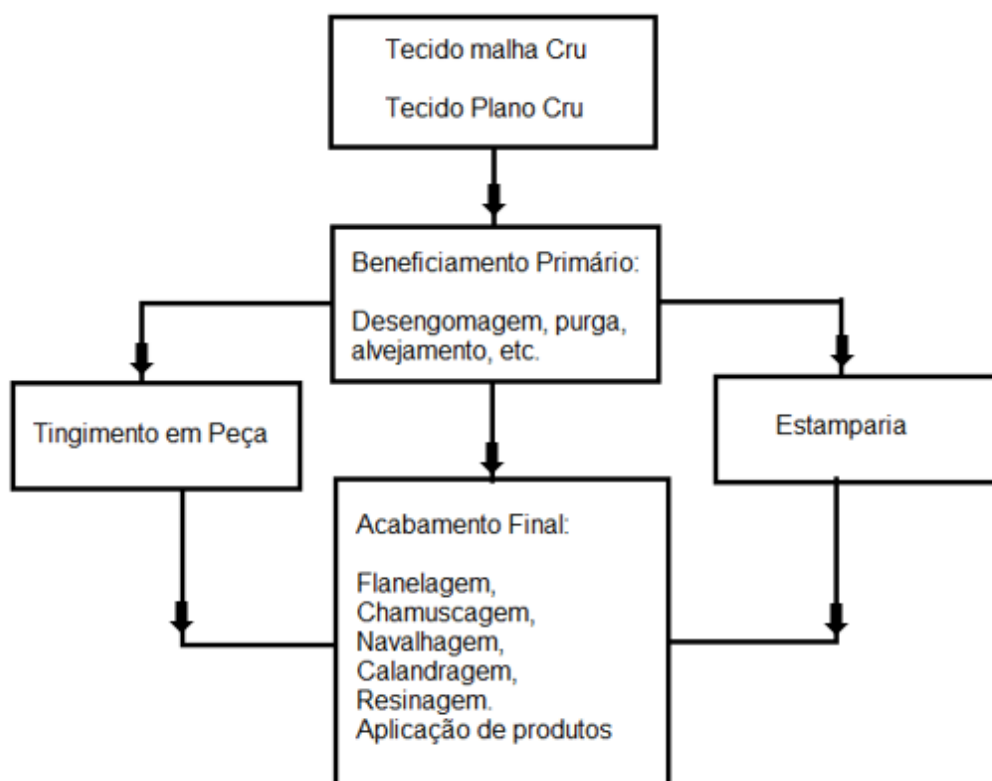 Tecido malha Cru
Tecido Plano Cru
Beneficiamento Primário:
Desengomagem, purga,
alvejamento, etc.
Tingimento em Peça
Estamparia
Acabamento Final:
Flanelagem,
Chamuscagem,
Navalhagem,
Calandragem,
Resinagem.
Aplicação de produtos